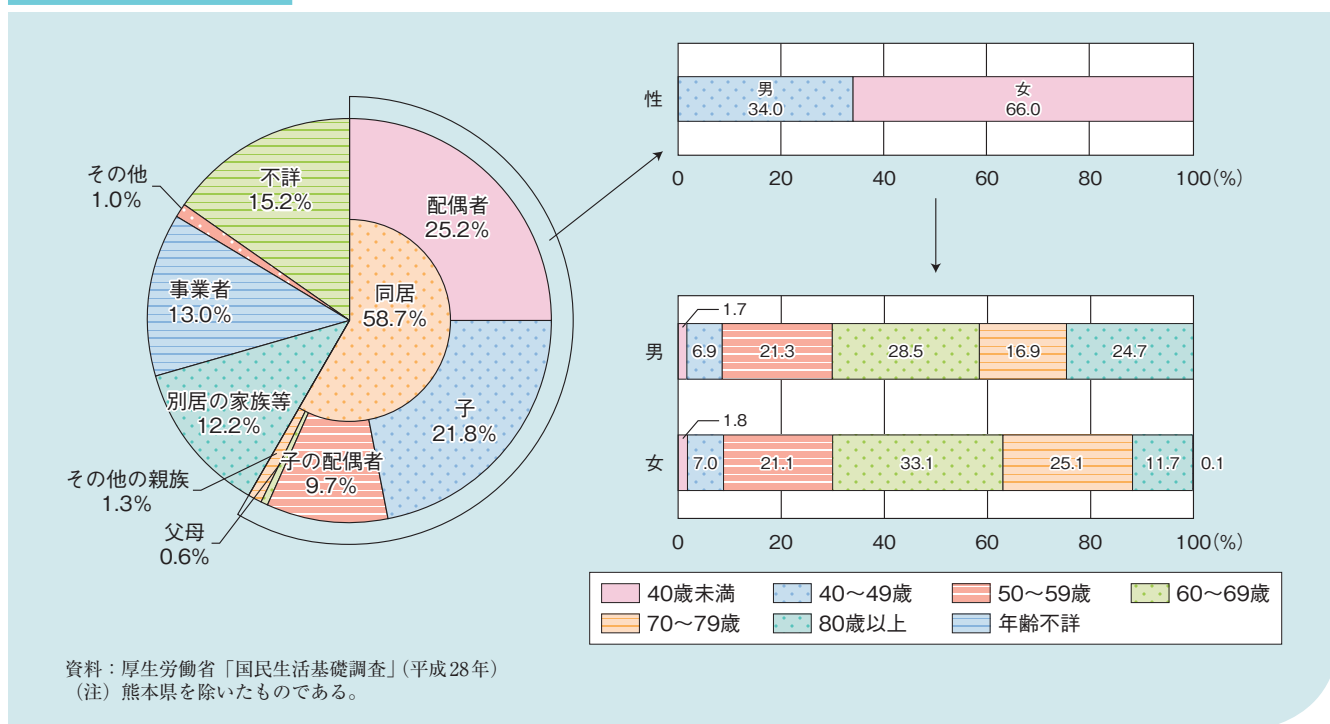 その他
1.0%
不詳
15.2%
配偶者
25.2%
事業者
13.0%
同居
58.7%
別居の家族等
12.2%
子
21.8%
子の配偶者
9.7%
その他の親族
1.3%
父母
0.6%
性
男
34.0
女
66.0
0 20 40 60 80 100(%)
1.7
男 6.9 21.3 28.5 16.9 24.7
1.8
女 7.0 21.1 33.1 25.1 11.7 0.1
0 20 40 60 80 100(%)
40歳未満 40～49歳 50～59歳 60～69歳
70～79歳 80歳以上 年齢不詳
資料：厚生労働省「国民生活基礎調査」（平成28年）
（注）熊本県を除いたものである。